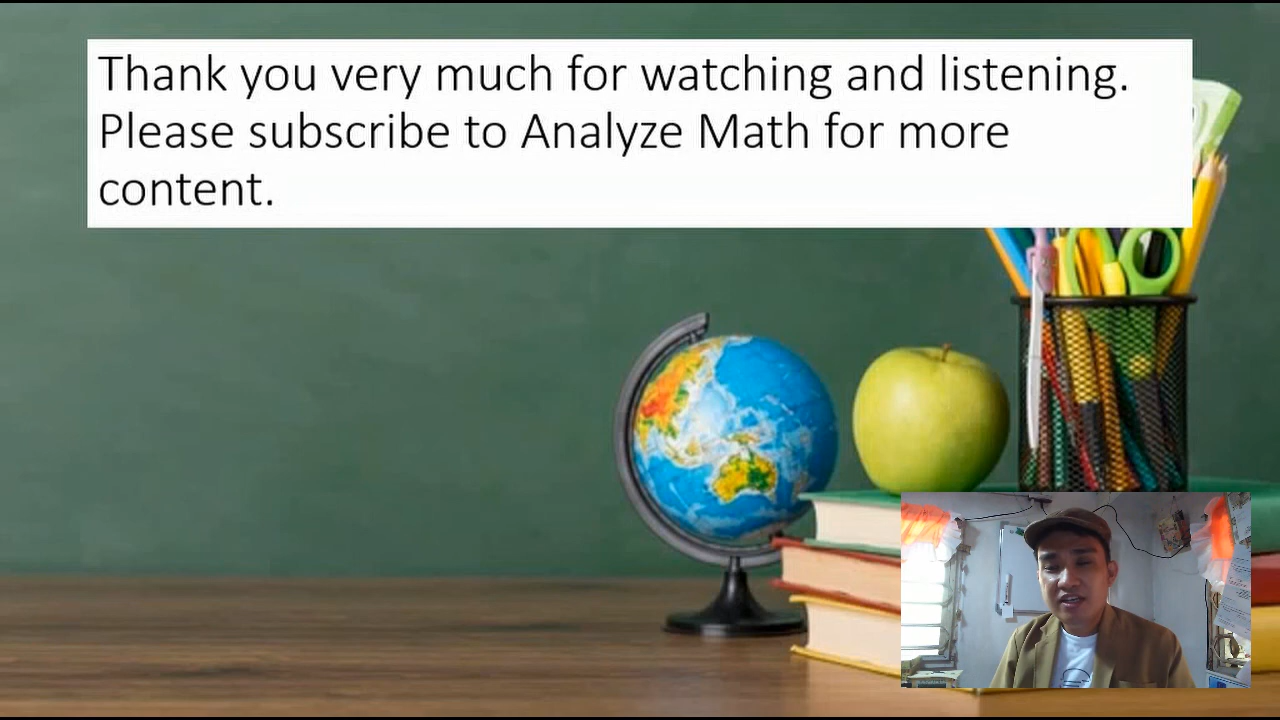 Thank you very much for watching and listening.
Please subscribe to Analyze Math for more
content.